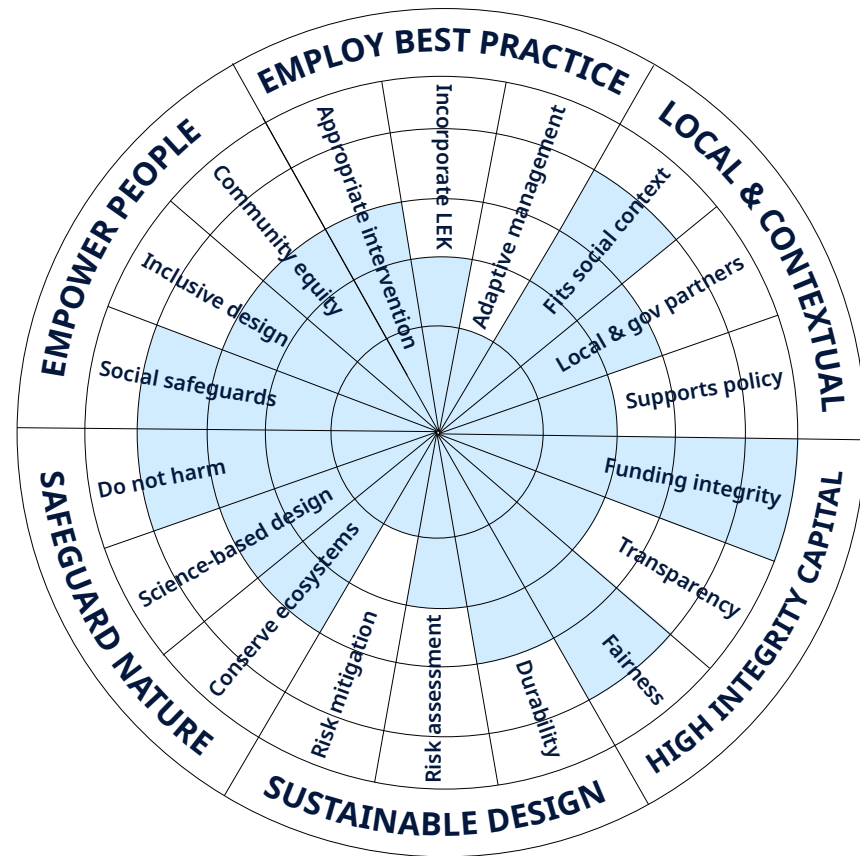 EMPLOY BEST PRACTICE
Appropriate intervention
Incorporate LEK
Adaptive management
LOCAL & CONTEXTUAL
Fits social context
Local & gov partners
Supports policy
HIGH INTEGRITY CAPITAL
Funding integrity
Transparency
Fairness
SUSTAINABLE DESIGN
Durability
Risk assessment
Risk mitigation
SAFEGUARD NATURE
Conserve ecosystems
Science-based design
Do not harm
EMPOWER PEOPLE
Social safeguards
Inclusive design
Community equity